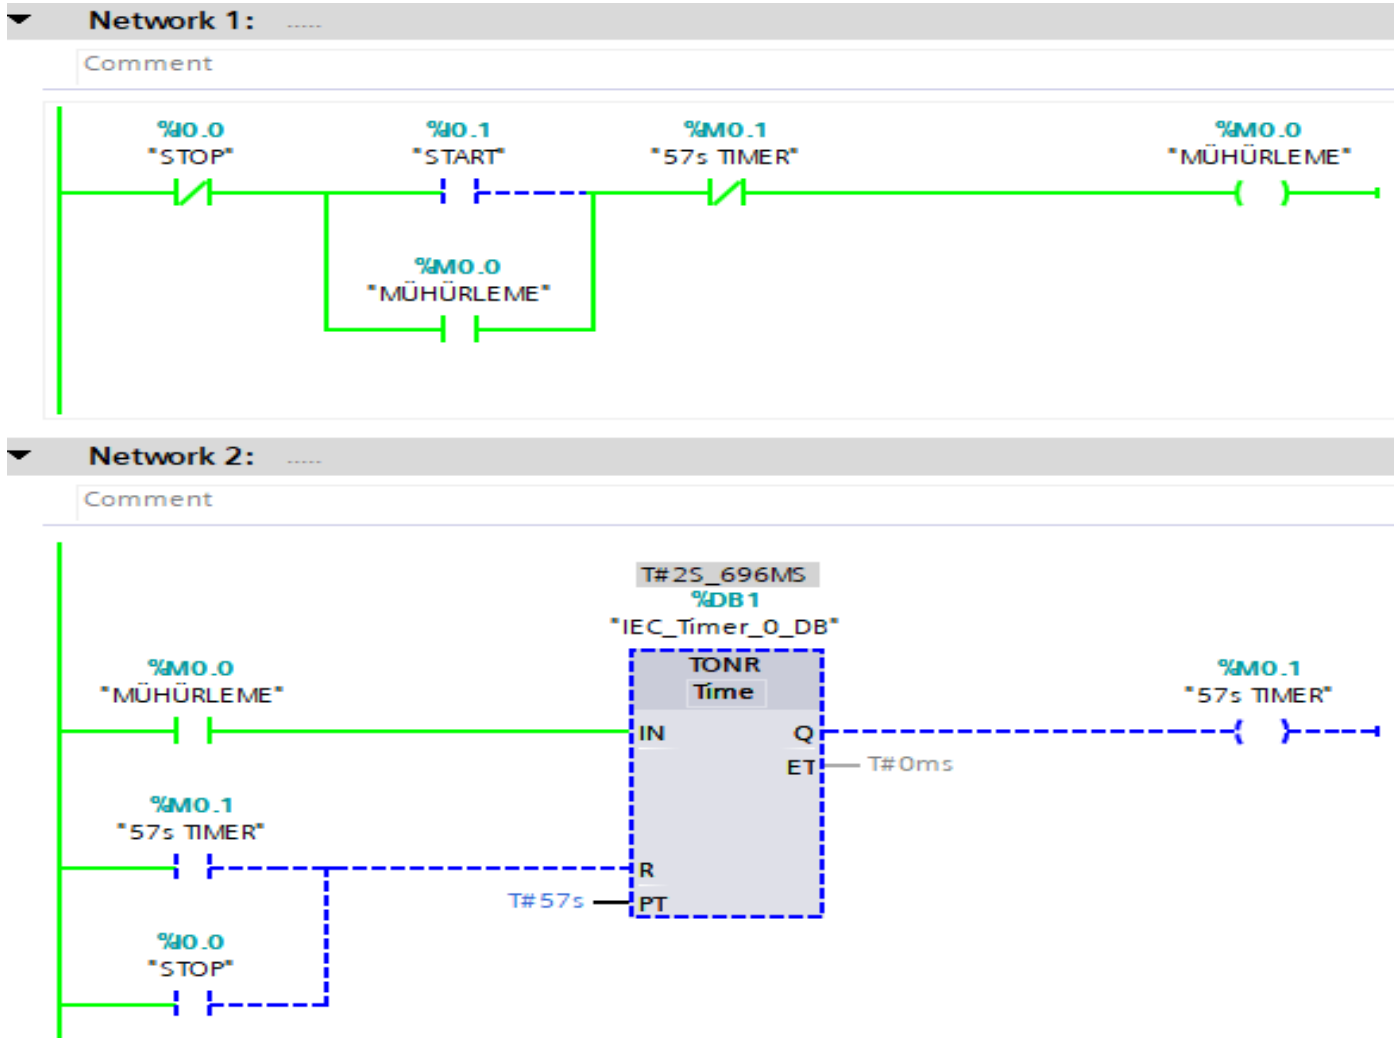 Network 1: .....
Comment
%I0.0 %I0.1 %M0.1 %M0.0
"STOP" "START" "57s TIMER" "MÜHÜRLEME"
%M0.0
"MÜHÜRLEME"
Network 2: .....
Comment
T#2S_696MS
%DB1
"IEC_Timer_0_DB"
%M0.0 TONR %M0.1
"MÜHÜRLEME" Time "57s TIMER"
IN Q
ET T#0ms
%M0.1
"57s TIMER"
R
T#57s PT
%I0.0
"STOP"